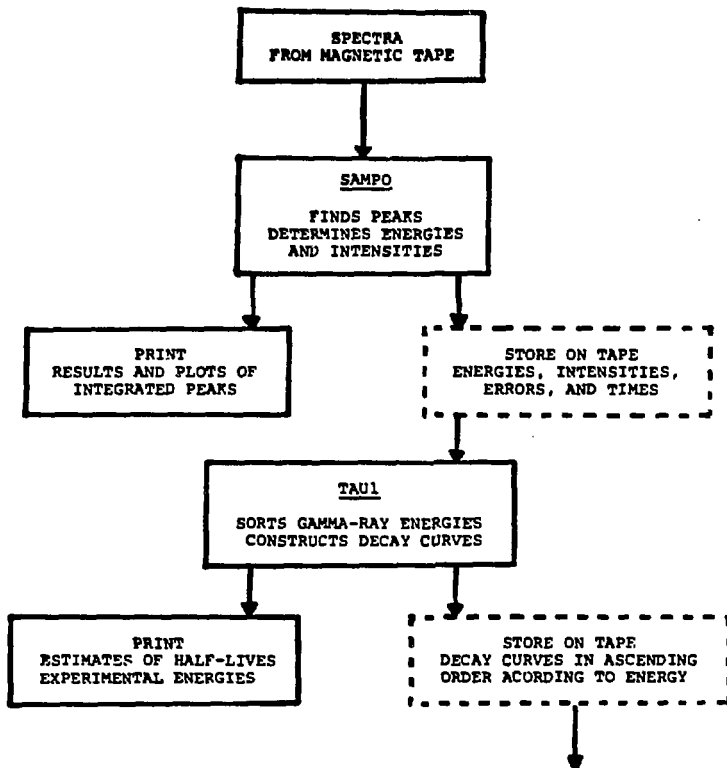 SPECTRA
FROM MAGNETIC TAPE
SAMPO
FINDS PEAKS
DETERMINES ENERGIES
AND INTENSITIES
PRINT
RESULTS AND PLOTS OF
INTEGRATED PEAKS
STORE ON TAPE
ENERGIES, INTENSITIES,
ERRORS, AND TIMES
TAU1
SORTS GAMMA-RAY ENERGIES
CONSTRUCTS DECAY CURVES
PRINT
ESTIMATES OF HALF-LIVES
EXPERIMENTAL ENERGIES
STORE ON TAPE
DECAY CURVES IN ASCENDING
ORDER ACORDING TO ENERGY